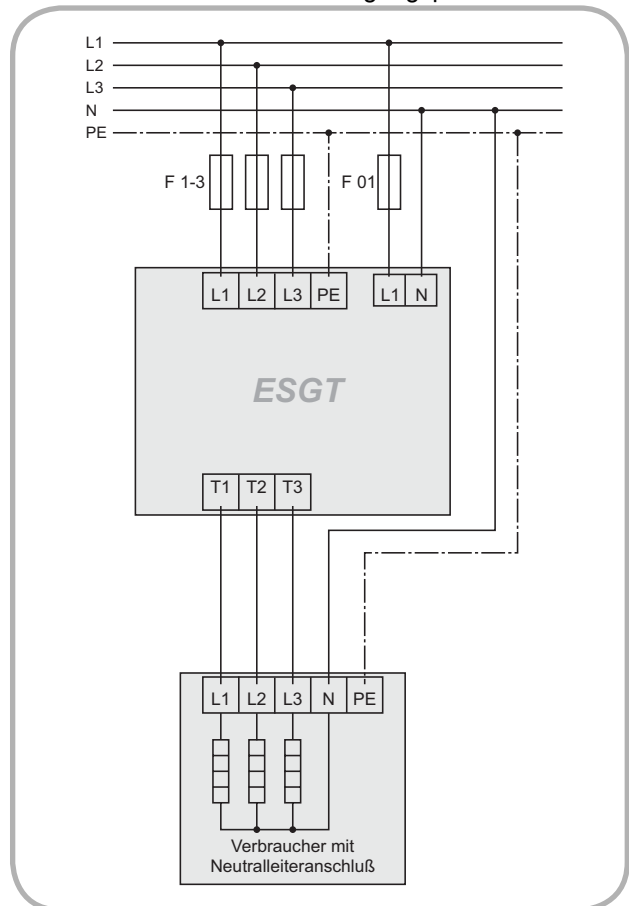 L1
L2
L3
N
PE
F 1-3
F 01
L1 L2 L3 PE L1 N
ESGT
T1 T2 T3
L1 L2 L3 N PE
Verbraucher mit
Neutralleiteranschluß